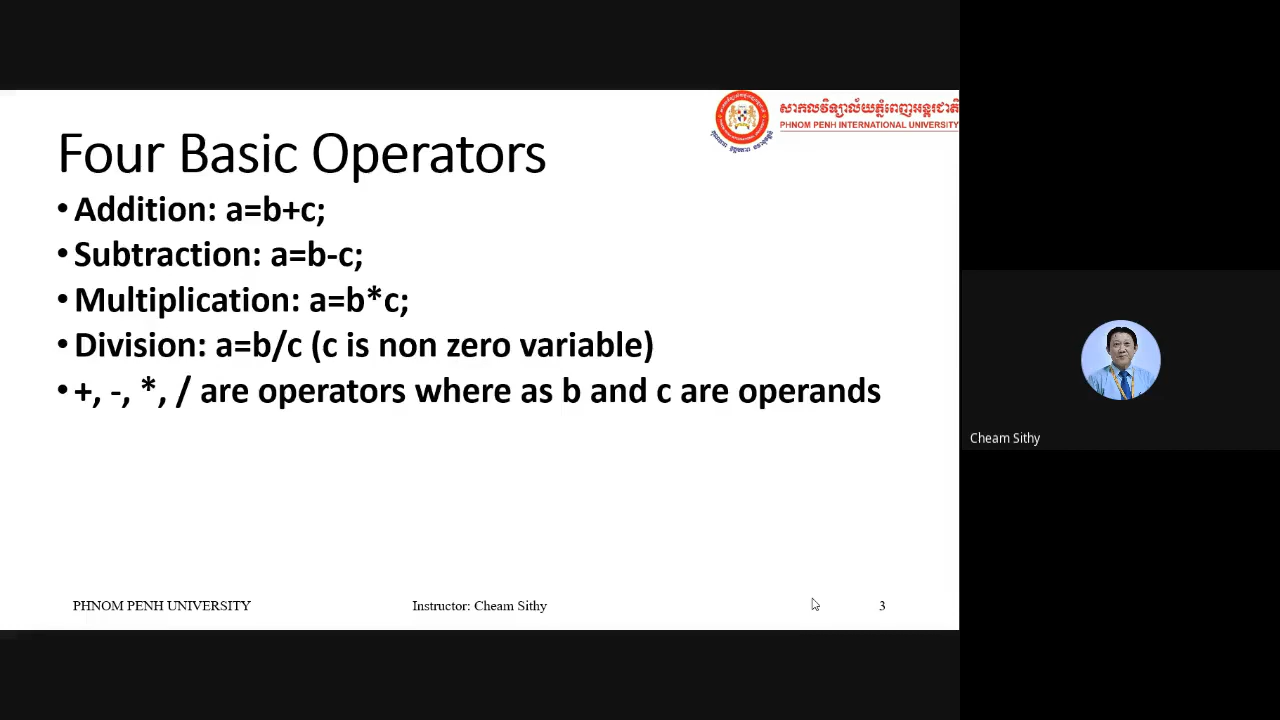 សាកលវិទ្យាល័យភ្នំពេញអន្តរជាតិ
PHNOM PENH INTERNATIONAL UNIVERSITY
Four Basic Operators
• Addition: a=b+c;
• Subtraction: a=b-c;
• Multiplication: a=b*c;
• Division: a=b/c (c is non zero variable)
• +, -, *, / are operators where as b and c are operands
Cheam Sithy
PHNOM PENH UNIVERSITY
Instructor: Cheam Sithy
3